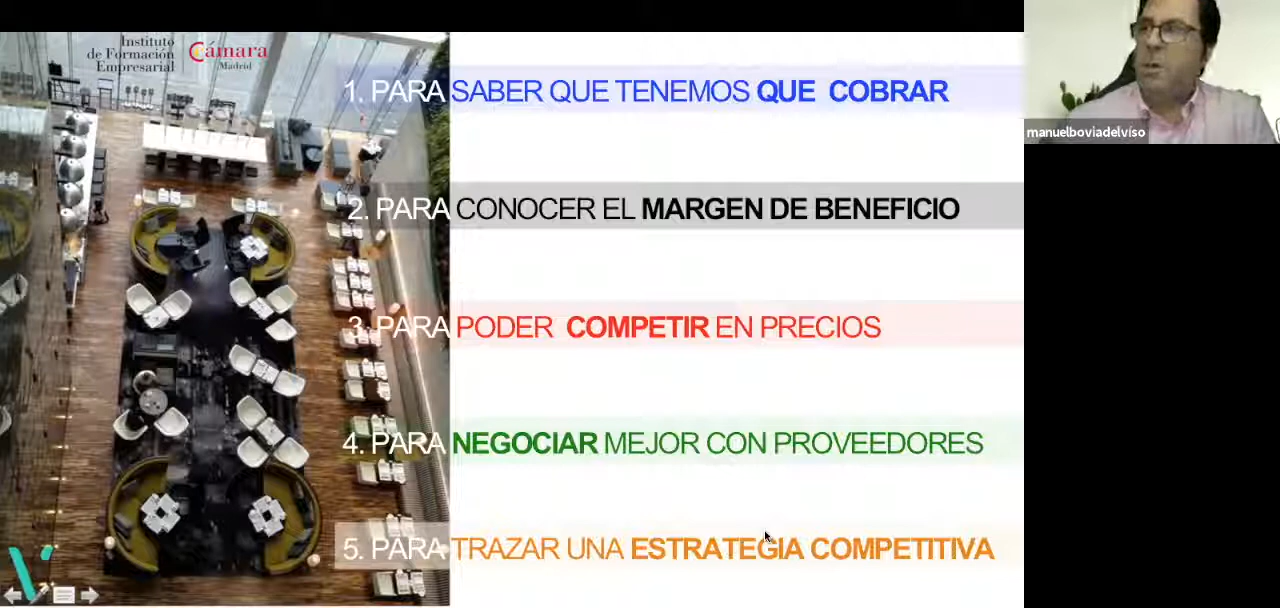 Instituto
de Formación
Empresarial
Cámara
Madrid
1. PARA SABER QUE TENEMOS QUE COBRAR
manuelboviadelviso
2. PARA CONOCER EL MARGEN DE BENEFICIO
3. PARA PODER COMPETIR EN PRECIOS
4. PARA NEGOCIAR MEJOR CON PROVEEDORES
5. PARA TRAZAR UNA ESTRATEGIA COMPETITIVA